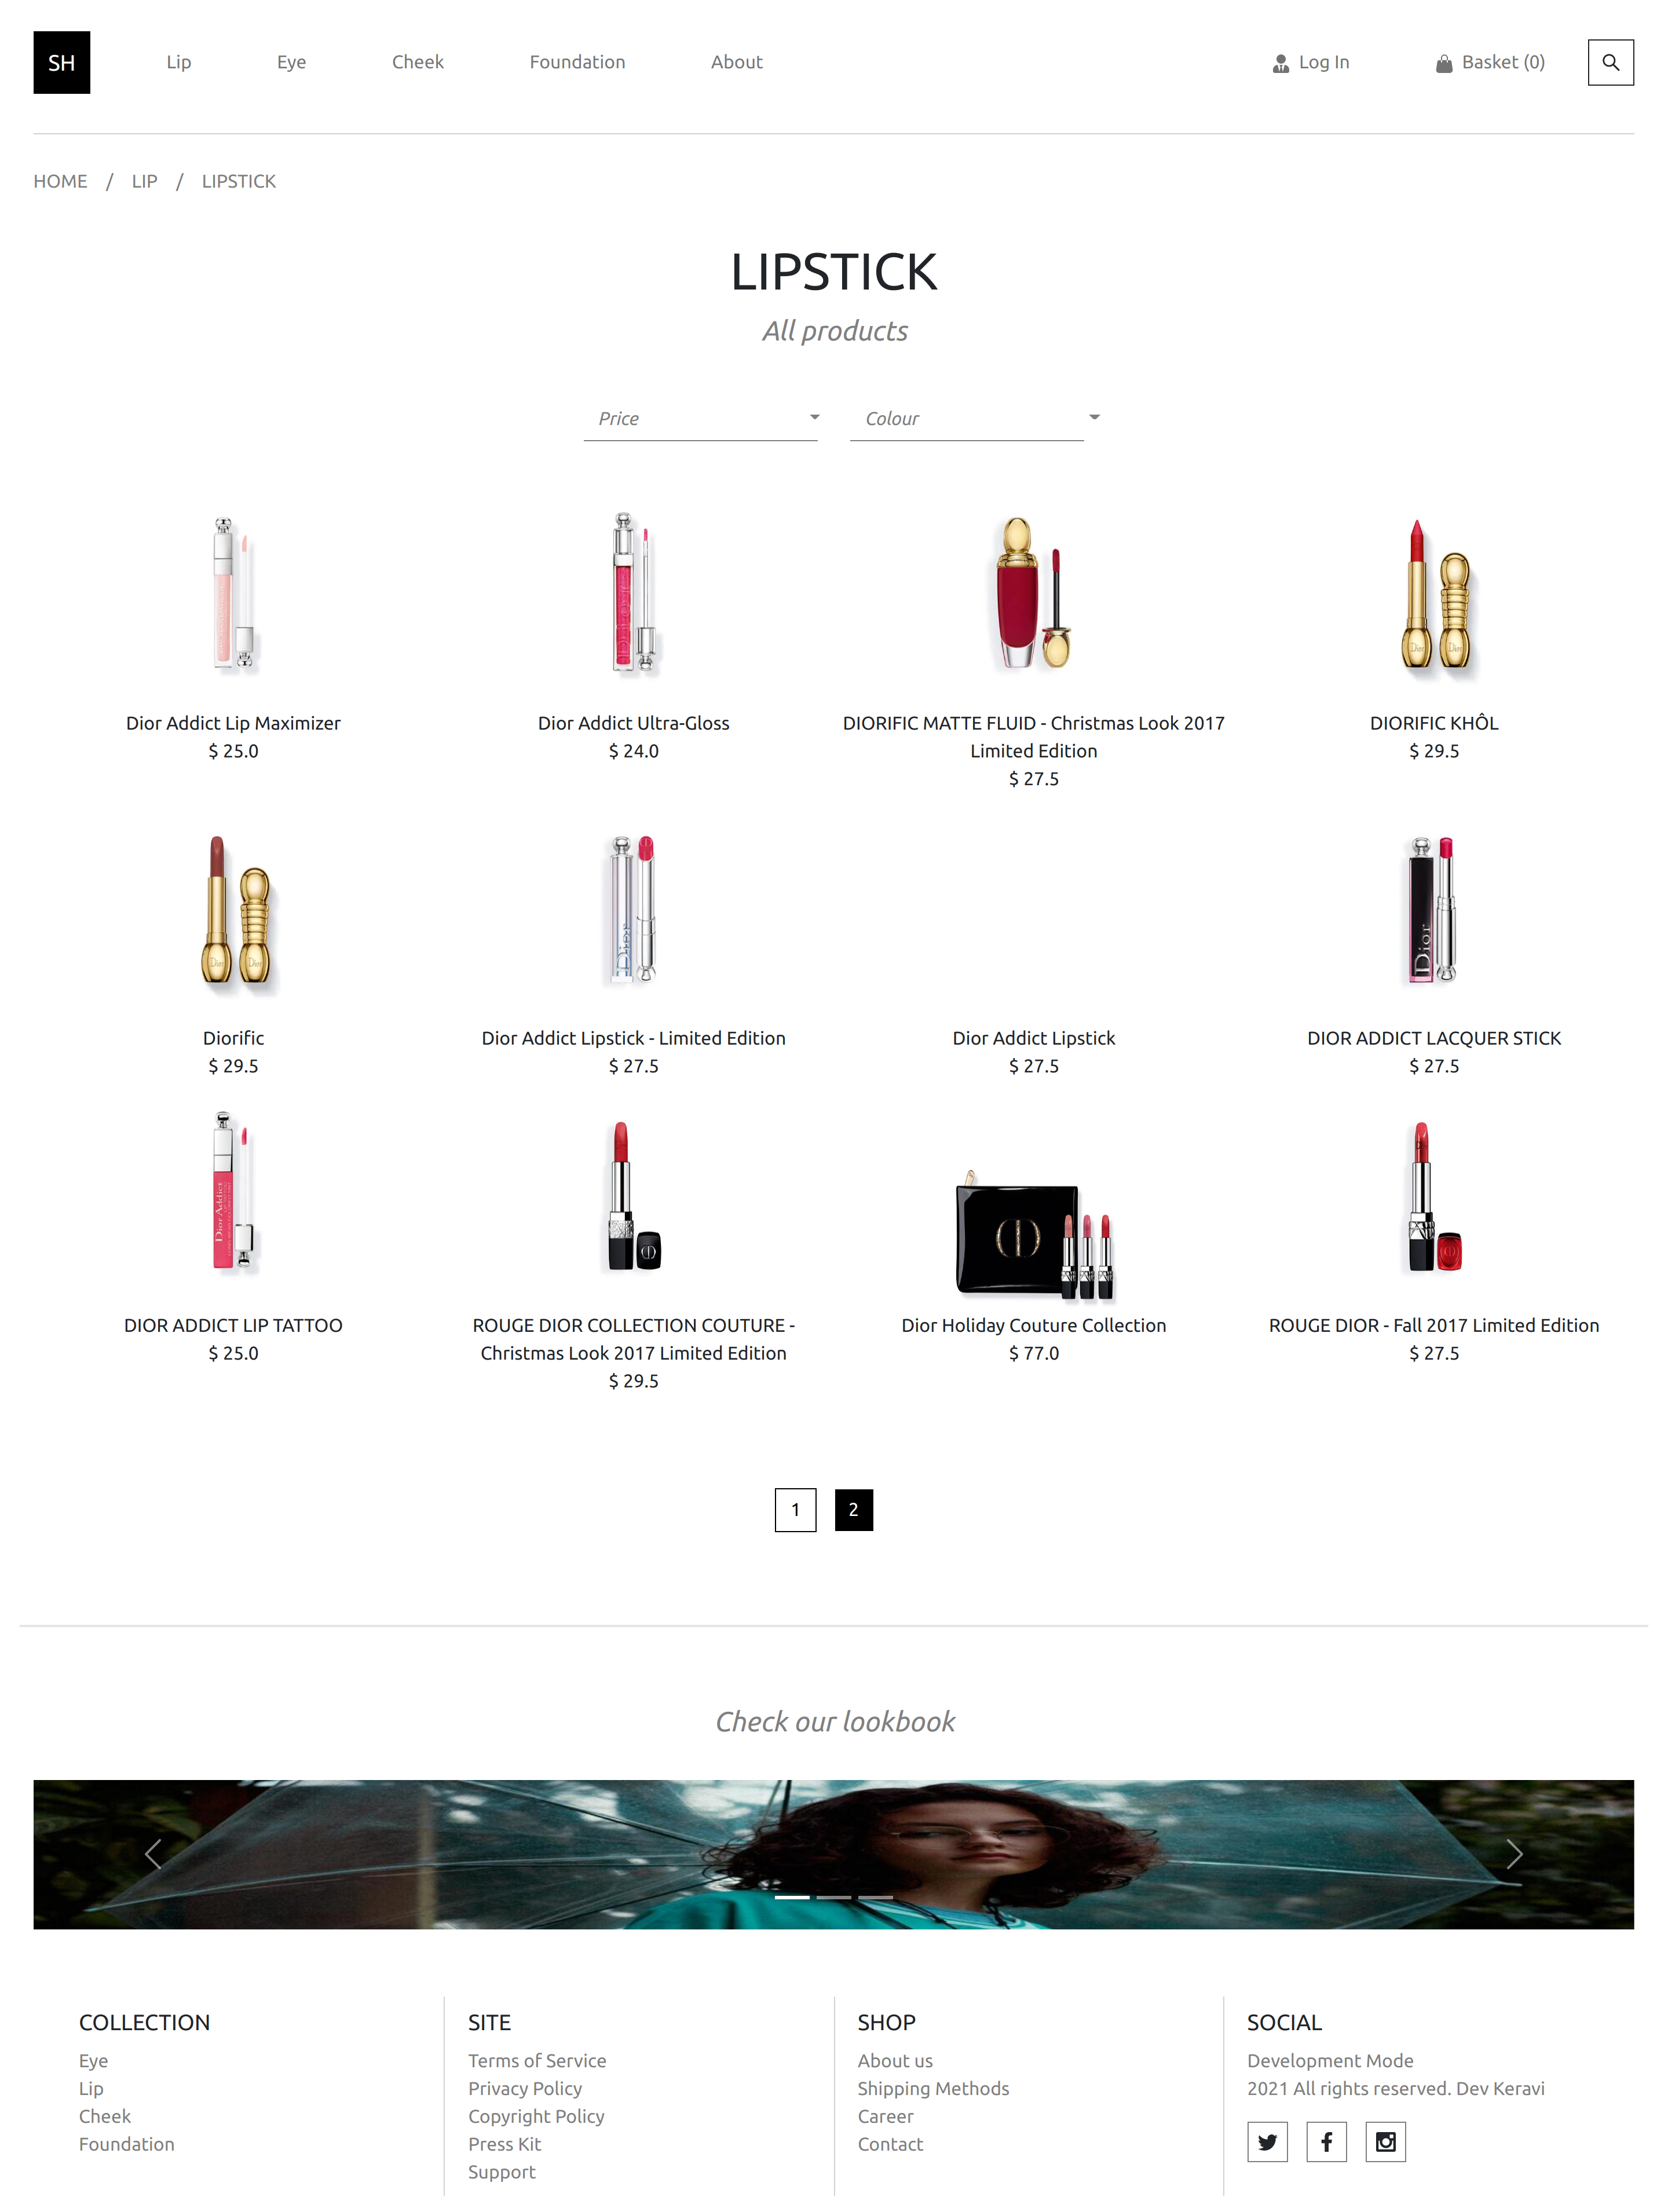 SH
Lip
Eye
Cheek
Foundation
About
Log In
Basket (0)
HOME / LIP / LIPSTICK
LIPSTICK
All products
Price
Colour
Dior Addict Lip Maximizer
$ 25.0
Dior Addict Ultra-Gloss
$ 24.0
DIORIFIC MATTE FLUID - Christmas Look 2017
Limited Edition
$ 27.5
DIORIFIC KHÔL
$ 29.5
Dior
Diorific
$ 29.5
Dior
Dior Addict Lipstick - Limited Edition
$ 27.5
Dior Addict Lipstick
$ 27.5
Dior
DIOR ADDICT LACQUER STICK
$ 27.5
Dior Addict
DIOR ADDICT LIP TATTOO
$ 25.0
ROUGE DIOR COLLECTION COUTURE -
Christmas Look 2017 Limited Edition
$ 29.5
Dior Holiday Couture Collection
$ 77.0
ROUGE DIOR - Fall 2017 Limited Edition
$ 27.5
1
2
Check our lookbook
COLLECTION
Eye
Lip
Cheek
Foundation
SITE
Terms of Service
Privacy Policy
Copyright Policy
Press Kit
Support
SHOP
About us
Shipping Methods
Career
Contact
SOCIAL
Development Mode
2021 All rights reserved. Dev Keravi